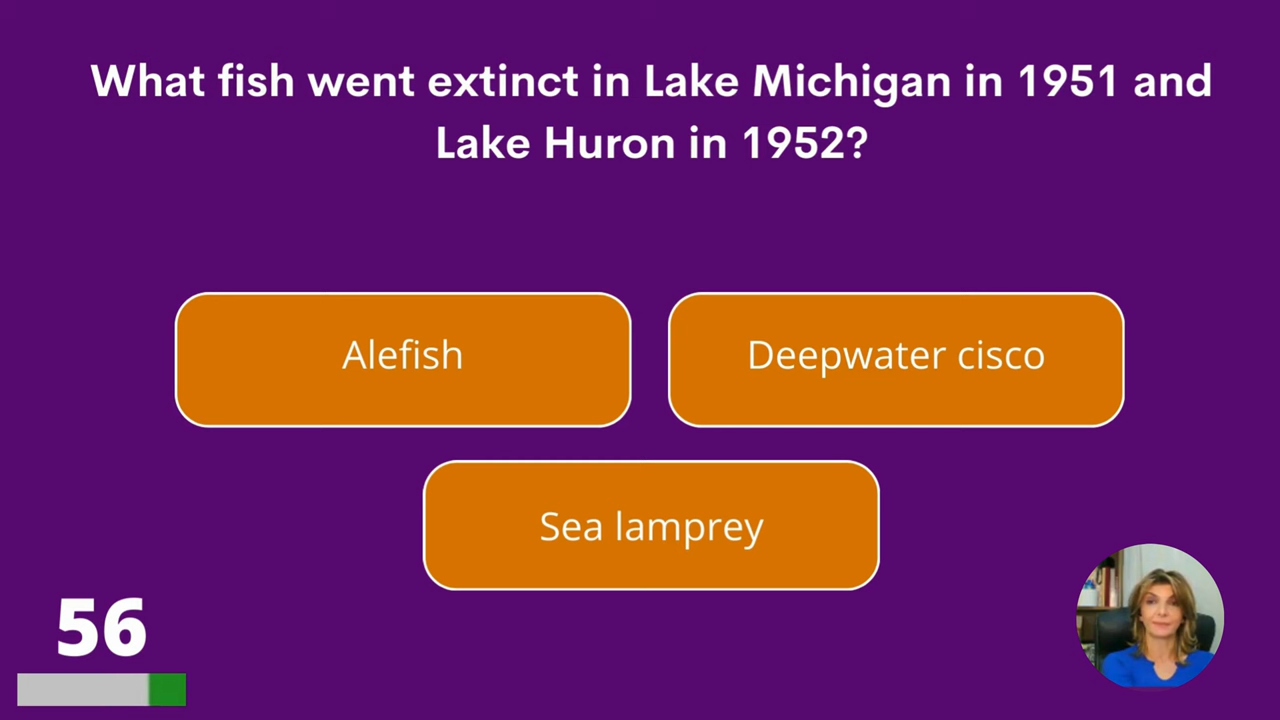 What fish went extinct in Lake Michigan in 1951 and
Lake Huron in 1952?
Alefish
Deepwater cisco
Sea lamprey
56